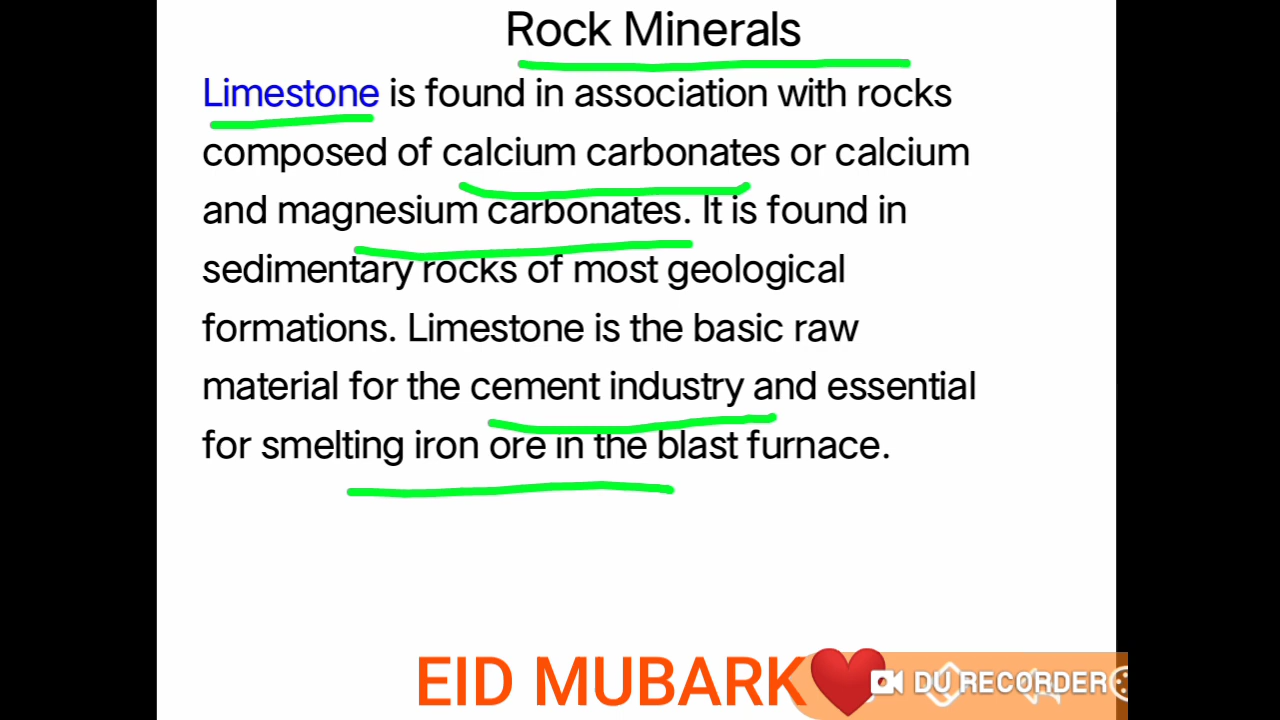 Rock Minerals
Limestone is found in association with rocks
composed of calcium carbonates or calcium
and magnesium carbonates. It is found in
sedimentary rocks of most geological
formations. Limestone is the basic raw
material for the cement industry and essential
for smelting iron ore in the blast furnace.
EID MUBARK❤️
DU RECORDER